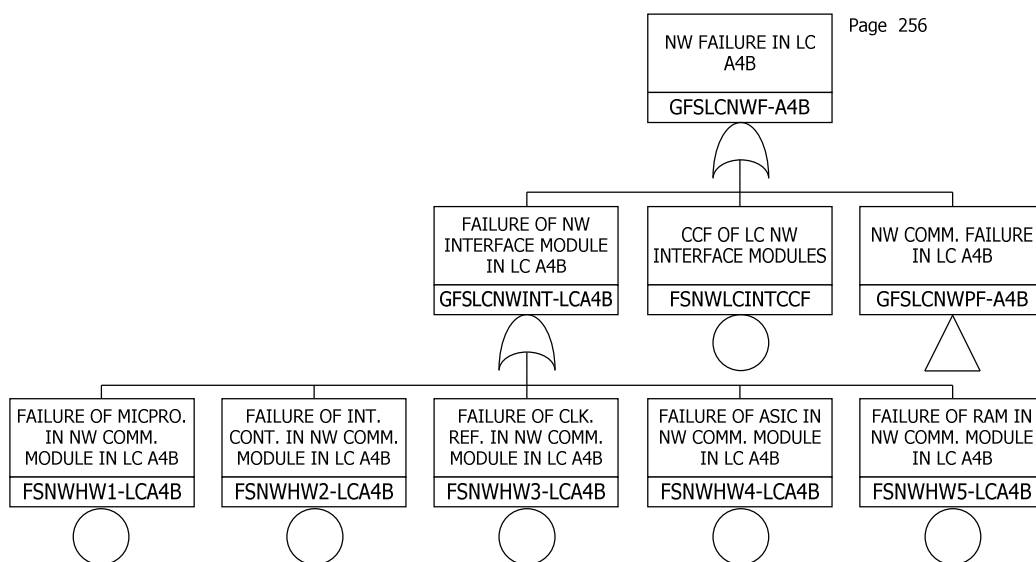 Page 256
NW FAILURE IN LC
A4B
GFSLCNWF-A4B
FAILURE OF NW
INTERFACE MODULE
IN LC A4B
GFSLCNWINT-LCA4B
CCF OF LC NW
INTERFACE MODULES
FSNWLCINTCCF
NW COMM. FAILURE
IN LC A4B
GFSLCNWPF-A4B
FAILURE OF MICPRO.
IN NW COMM.
MODULE IN LC A4B
FSNWHW1-LCA4B
FAILURE OF INT.
CONT. IN NW COMM.
MODULE IN LC A4B
FSNWHW2-LCA4B
FAILURE OF CLK.
REF. IN NW COMM.
MODULE IN LC A4B
FSNWHW3-LCA4B
FAILURE OF ASIC IN
NW COMM. MODULE
IN LC A4B
FSNWHW4-LCA4B
FAILURE OF RAM IN
NW COMM. MODULE
IN LC A4B
FSNWHW5-LCA4B